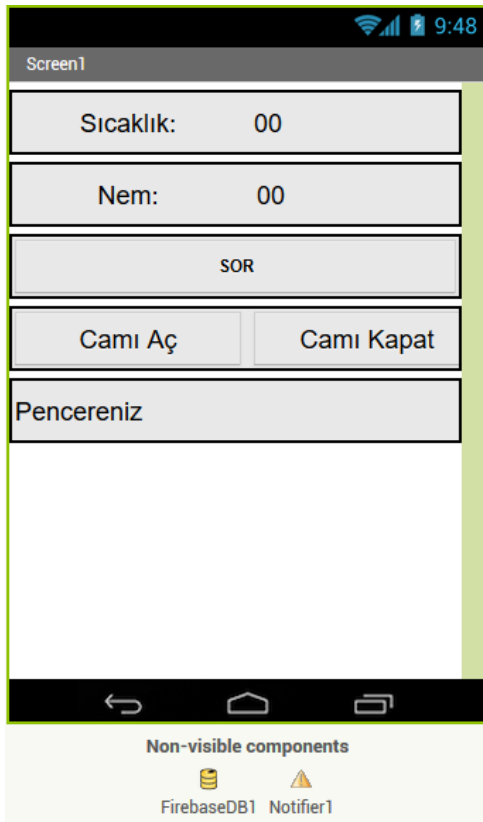 9:48
Screen1
Sıcaklık: 00
Nem: 00
SOR
Camı Aç Camı Kapat
Pencereniz
Non-visible components
FirebaseDB1 Notifier1